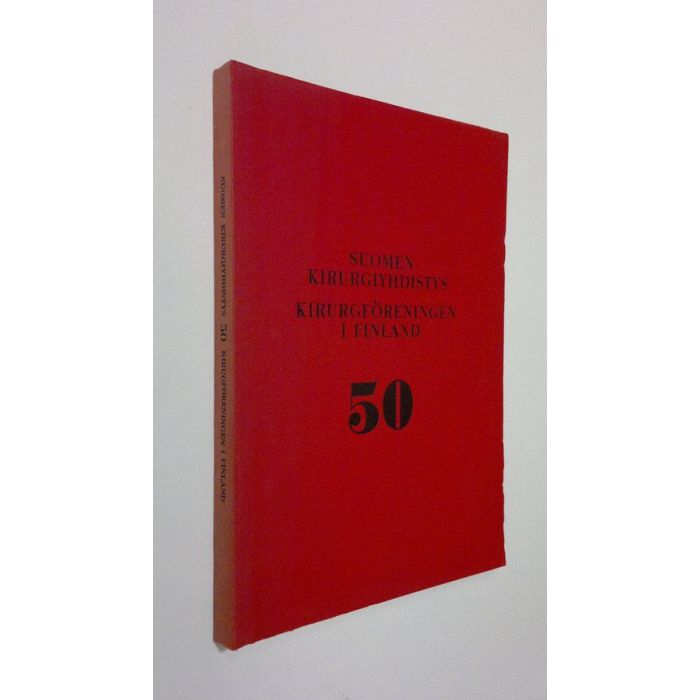 SUOMEN
KIRURGIYHDISTYS
KIRURGFÖRENINGEN
I FINLAND
50
SUOMEN KIRURGIYHDISTYS 50 KIRURGFÖRENINGEN I FINLAND